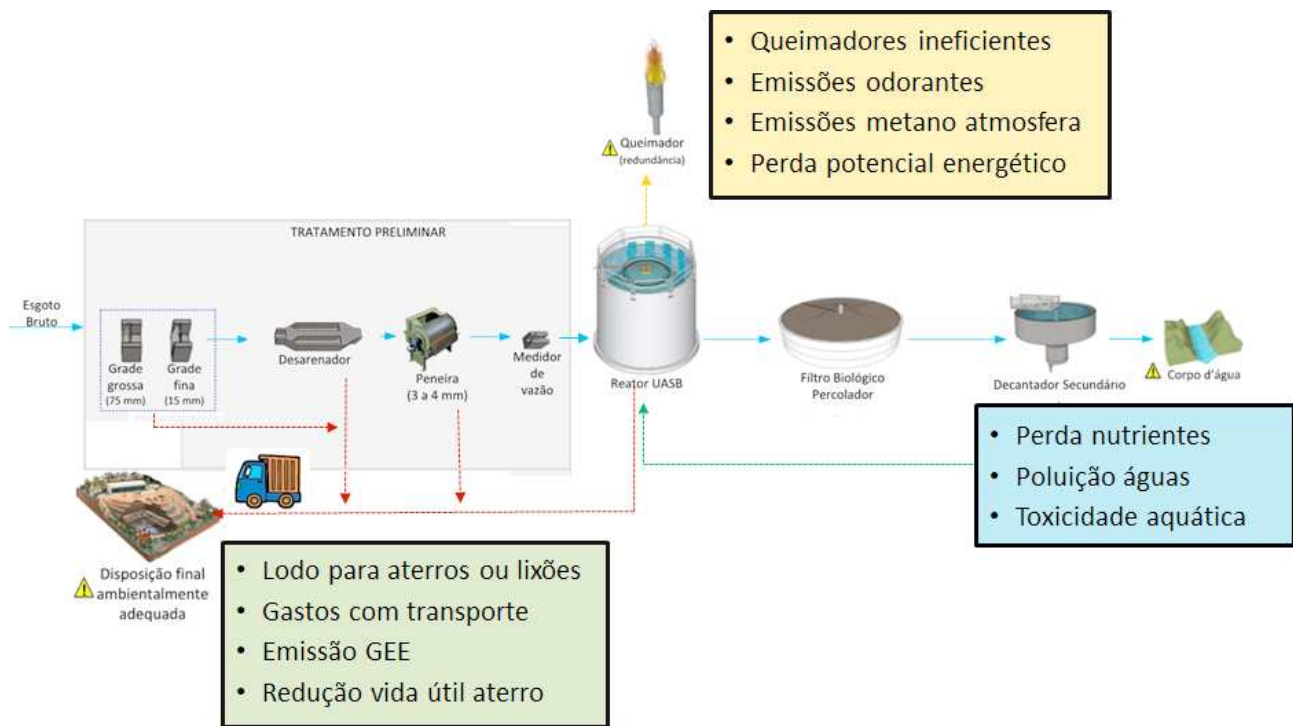 • Queimadores ineficientes
• Emissões odorantes
• Emissões metano atmosfera
• Perda potencial energético
Queimador
(redundância)
TRATAMENTO PRELIMINAR
Esgoto
Bruto
Grade
grossa
(75 mm)
Grade
fina
(15 mm)
Desarenador
Peneira
(3 a 4 mm)
Medidor
de
vazão
Reator UASB
Filtro Biológico
Percolador
Decantador Secundário
Corpo d'água
• Perda nutrientes
• Poluição águas
• Toxicidade aquática
Disposição final
ambientalmente
adequada
• Lodo para aterros ou lixões
• Gastos com transporte
• Emissão GEE
• Redução vida útil aterro